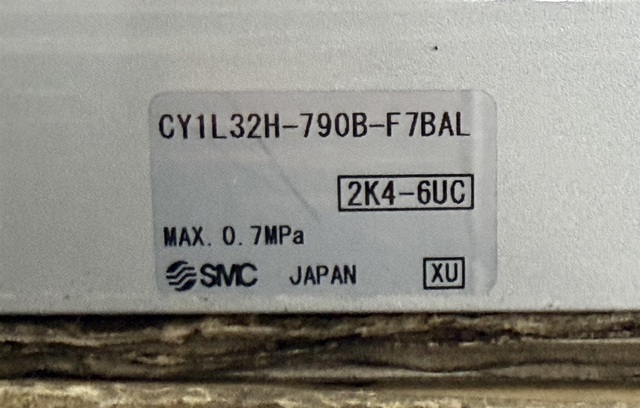 CY1L32H-790B-F7BAL
2K4-6UC
MAX. 0.7MPa
SMC JAPAN XU